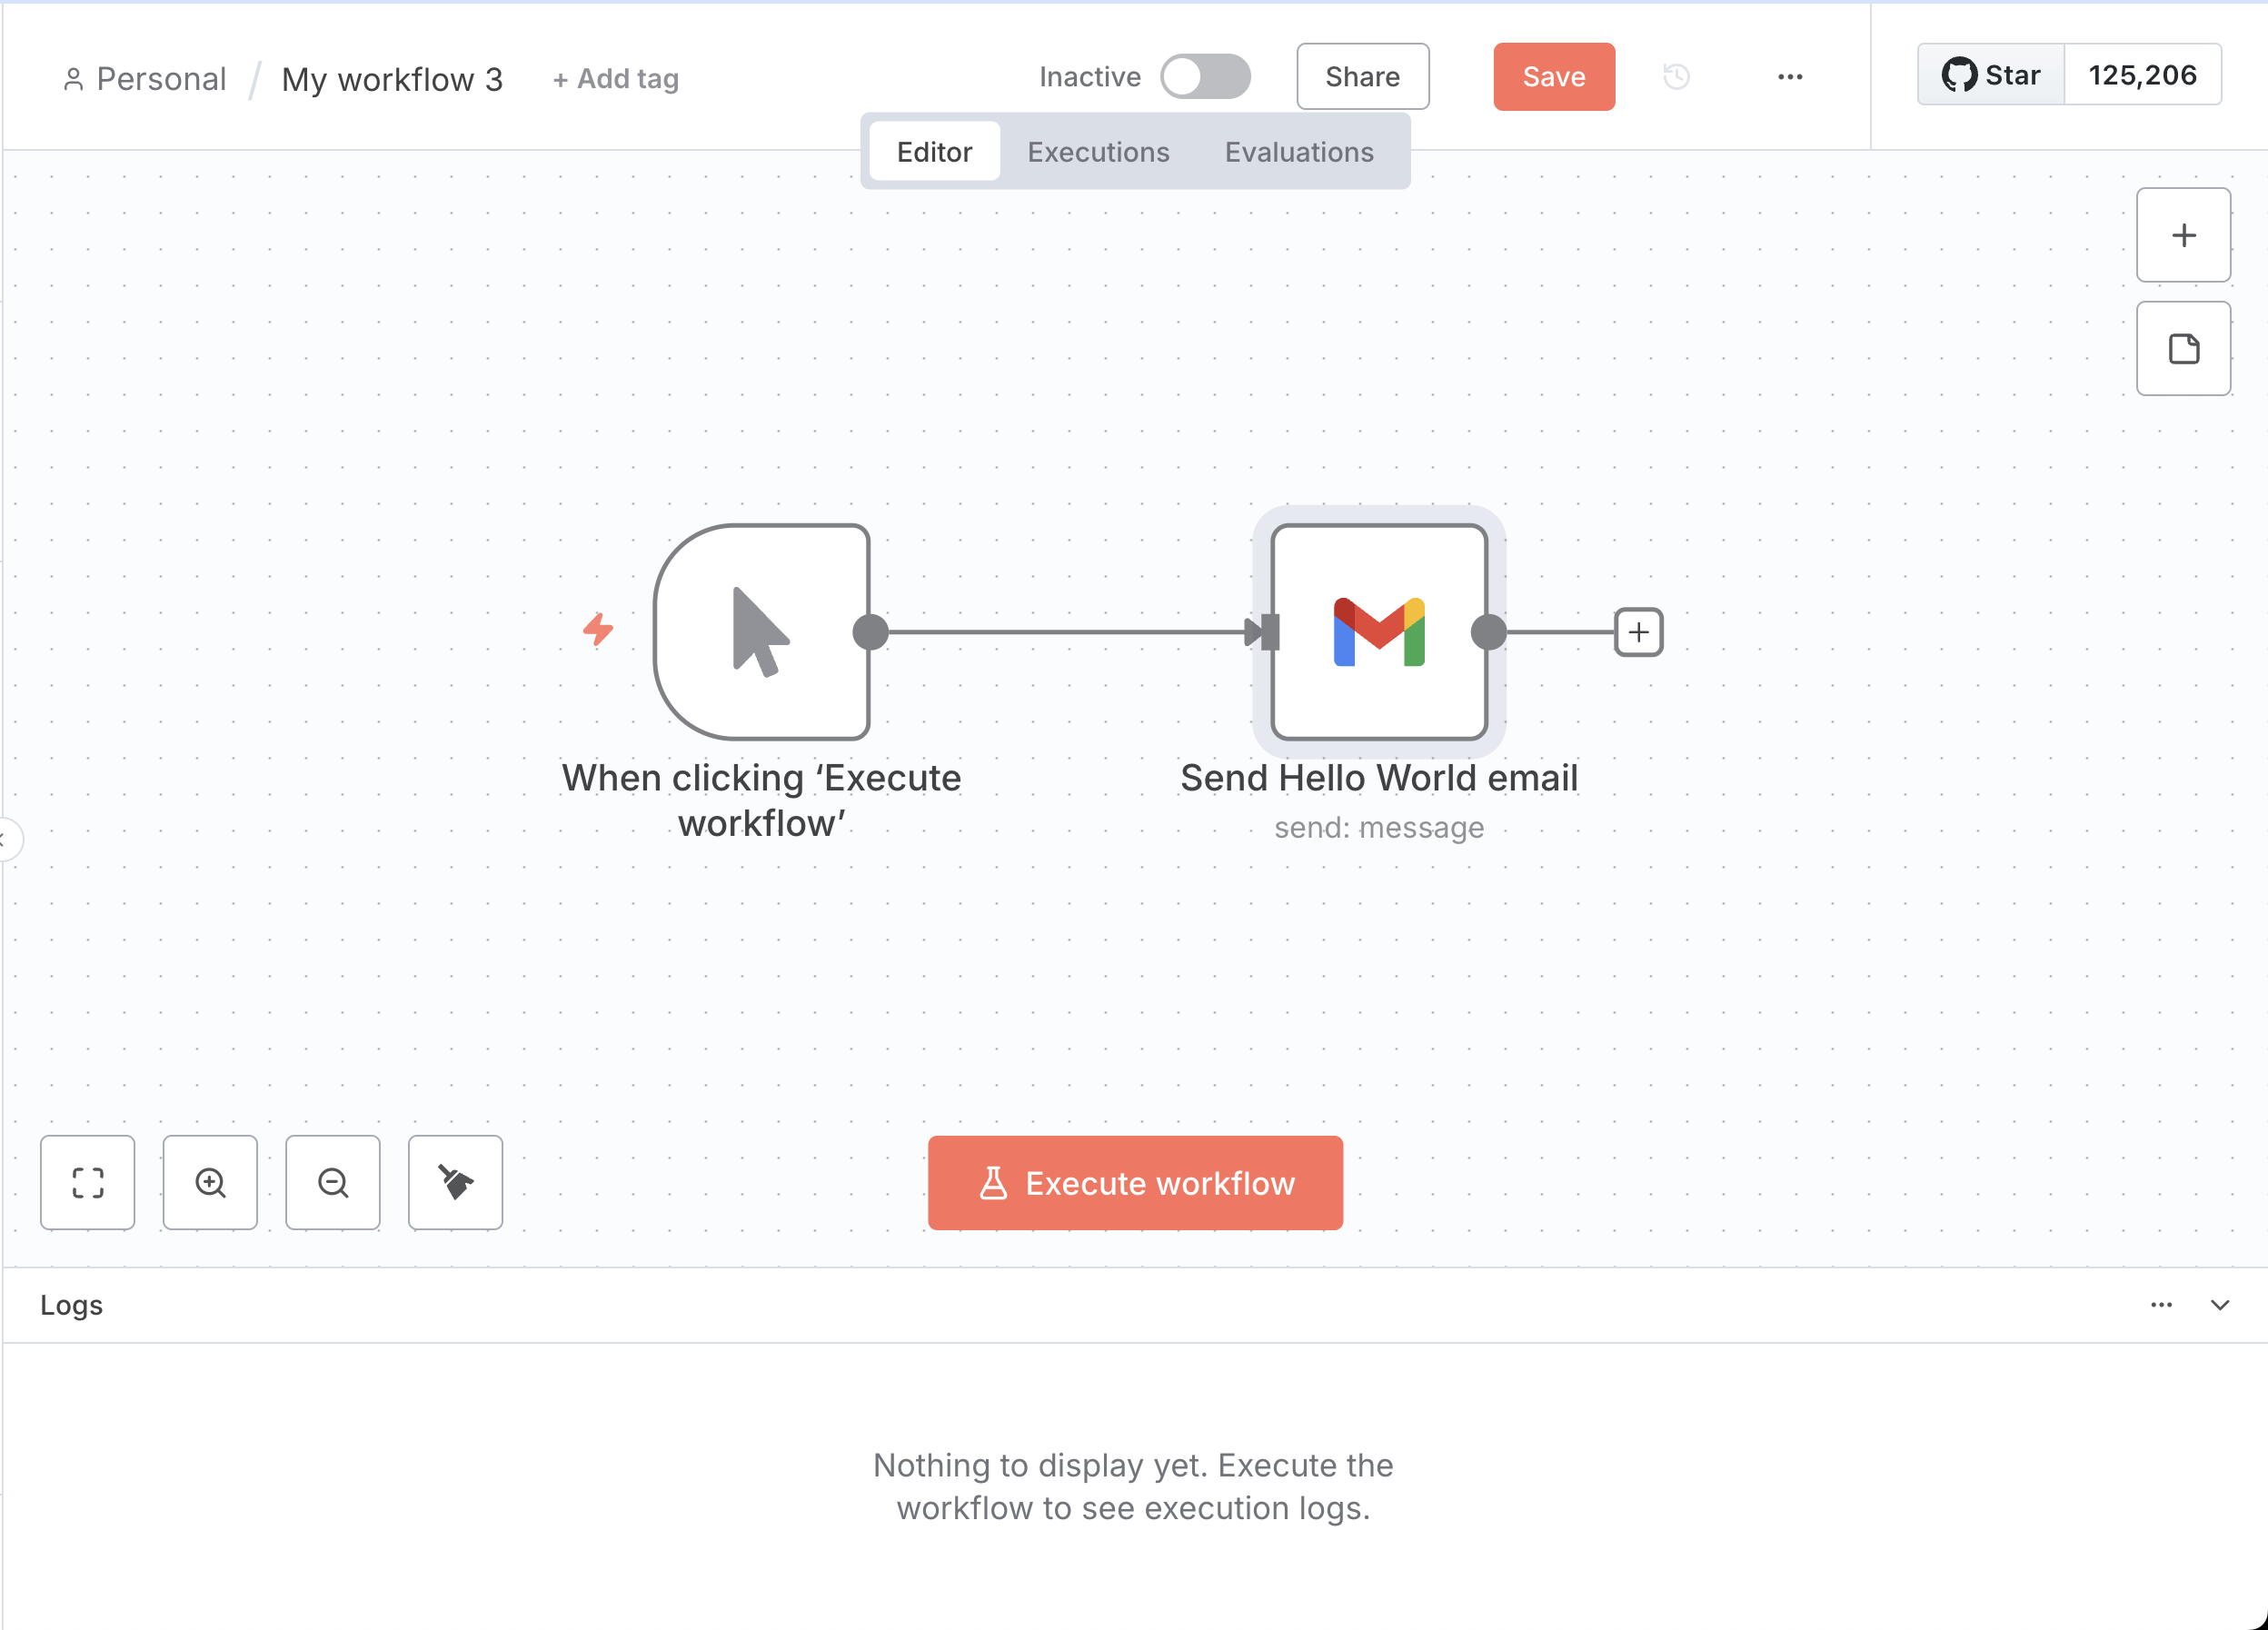 Personal / My workflow 3 + Add tag Inactive Share Save Star 125,206
Editor Executions Evaluations
When clicking ‘Execute
workflow’
Send Hello World email
send: message
Execute workflow
Logs
Nothing to display yet. Execute the
workflow to see execution logs.